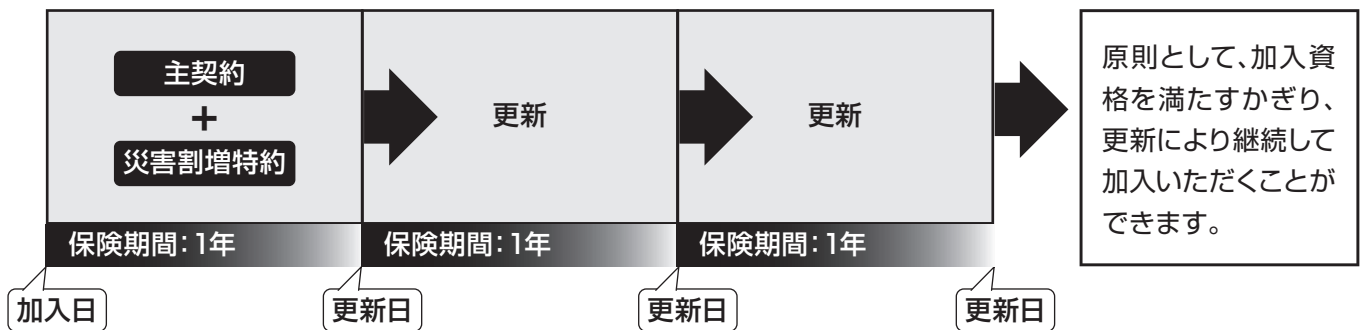 主契約
+
災害割増特約
更新
更新
原則として、加入資
格を満たすかぎり、
更新により継続して
加入いただくことが
できます。
保険期間：1年
保険期間：1年
保険期間：1年
加入日
更新日
更新日
更新日